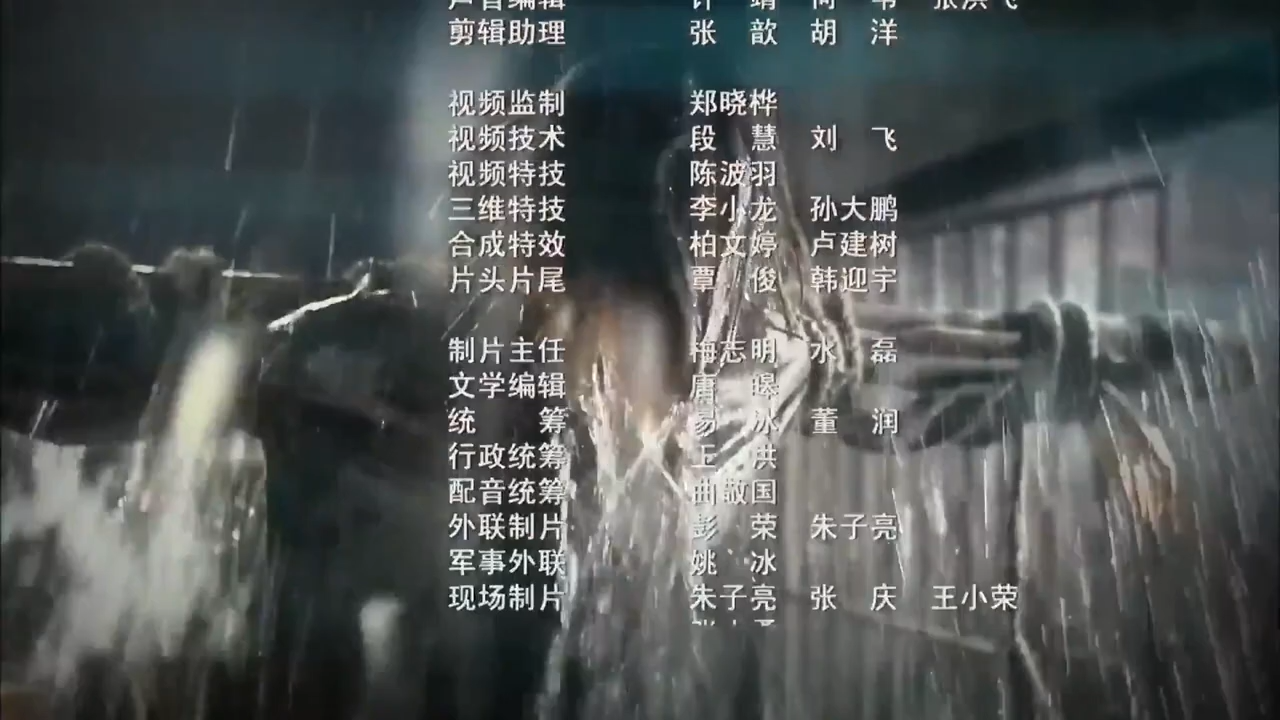 剪辑助理 张歆 胡洋
视频监制 郑晓桦
视频技术 段慧 刘飞
视频特技 陈波羽
三维特技 李小龙 孙大鹏
合成特效 柏文婷 卢建树
片头片尾 覃俊 韩迎宇
制片主任 梅志明 水磊
文学编辑 唐嗥
统筹 易冰 董润
行政统筹 王洪
配音统筹 曲敬国
外联制片 彭荣 朱子亮
军事外联 姚冰
现场制片 朱子亮 张庆 王小荣